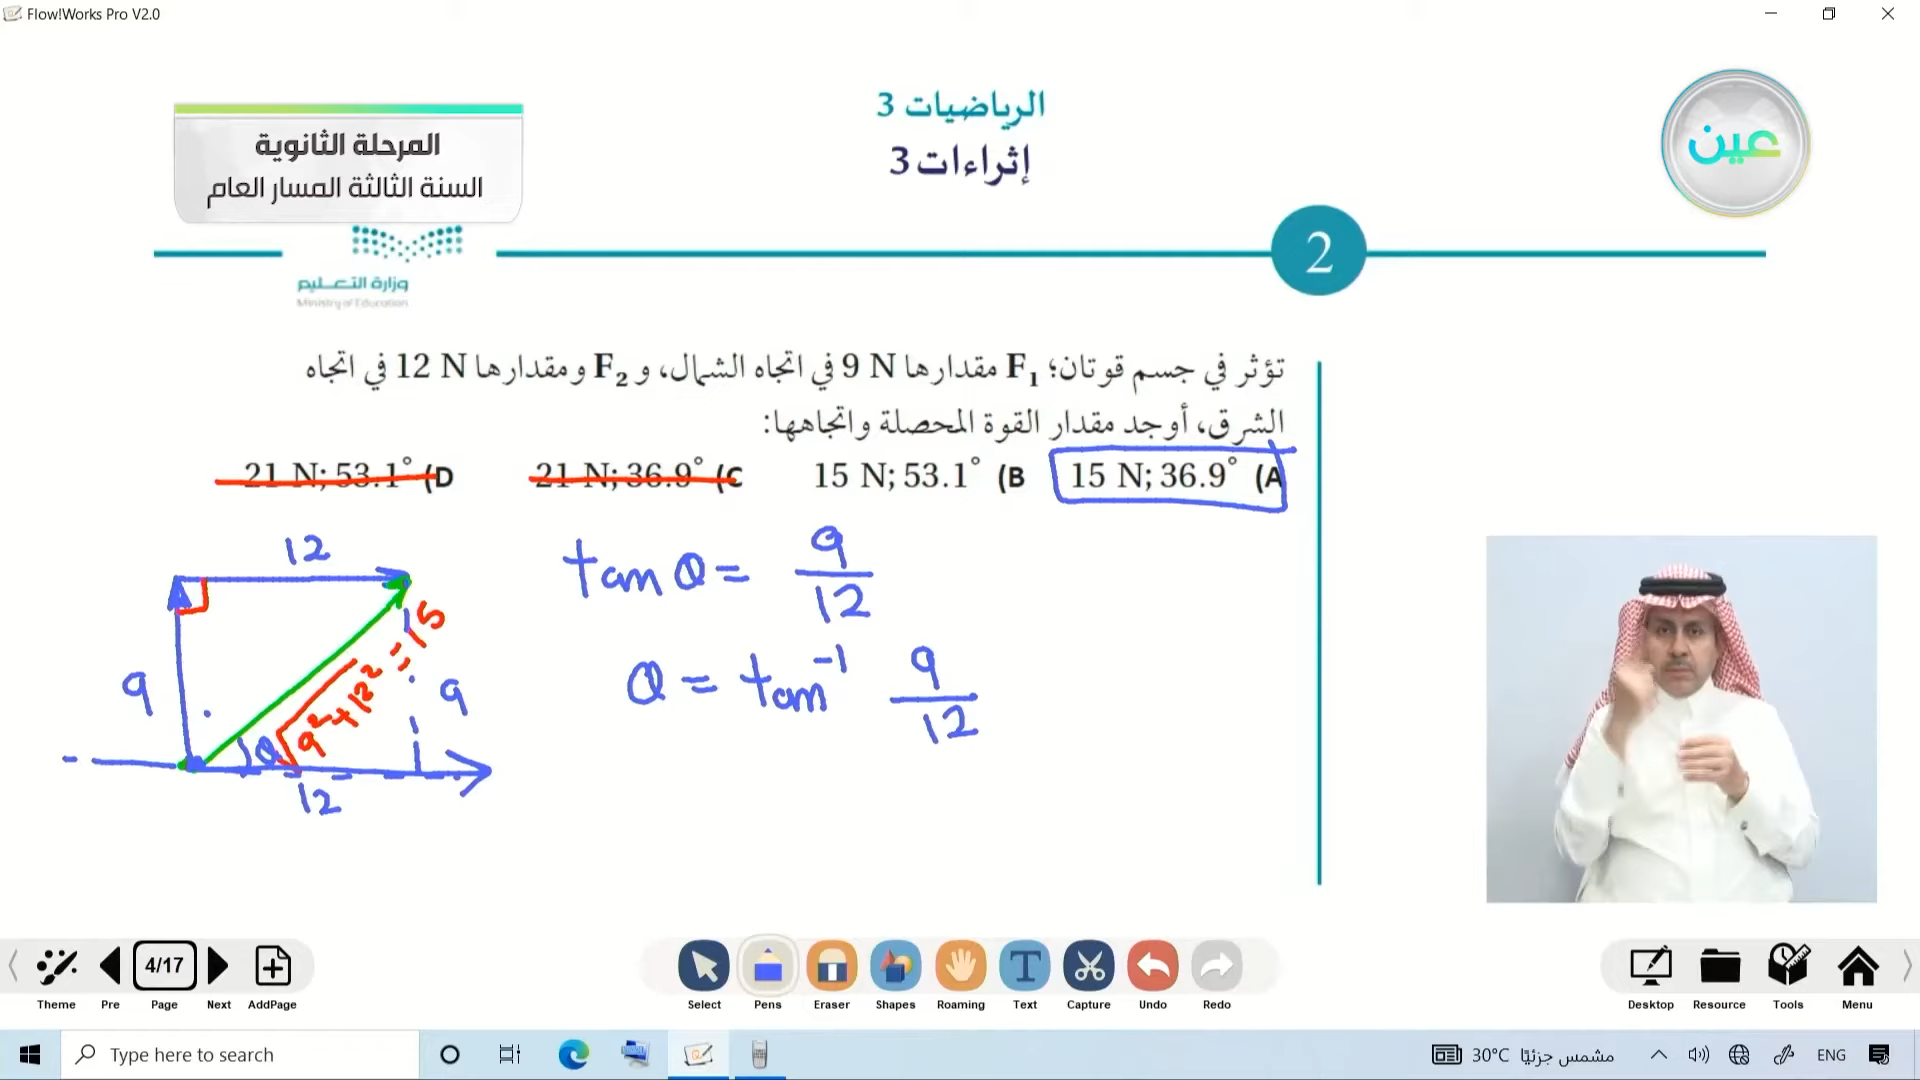 Flow!Works Pro V2.0
الرياضيات 3
إثراءات 3
المرحلة الثانوية
السنة الثالثة المسار العام
عين
وزارة التعليم
Ministry of Education
2
تؤثر في جسم قوتان؛ F₁ مقدارها 9 N في اتجاه الشمال، و F₂ ومقدارها 12 N في اتجاه
الشرق، أوجد مقدار القوة المحصلة واتجاهها:
15 N; 36.9° (A
15 N; 53.1° (B
21 N; 36.9° (C
21 N; 53.1° (D
12
9
√9²+12² = 15
9
θ
12
tan θ = 9/12
θ = tan⁻¹ 9/12
4/17
Theme Pre Page Next AddPage
Select Pens Eraser Shapes Roaming Text Capture Undo Redo
Desktop Resource Tools Menu
Type here to search
30°C مشمس جزئيًا
ENG